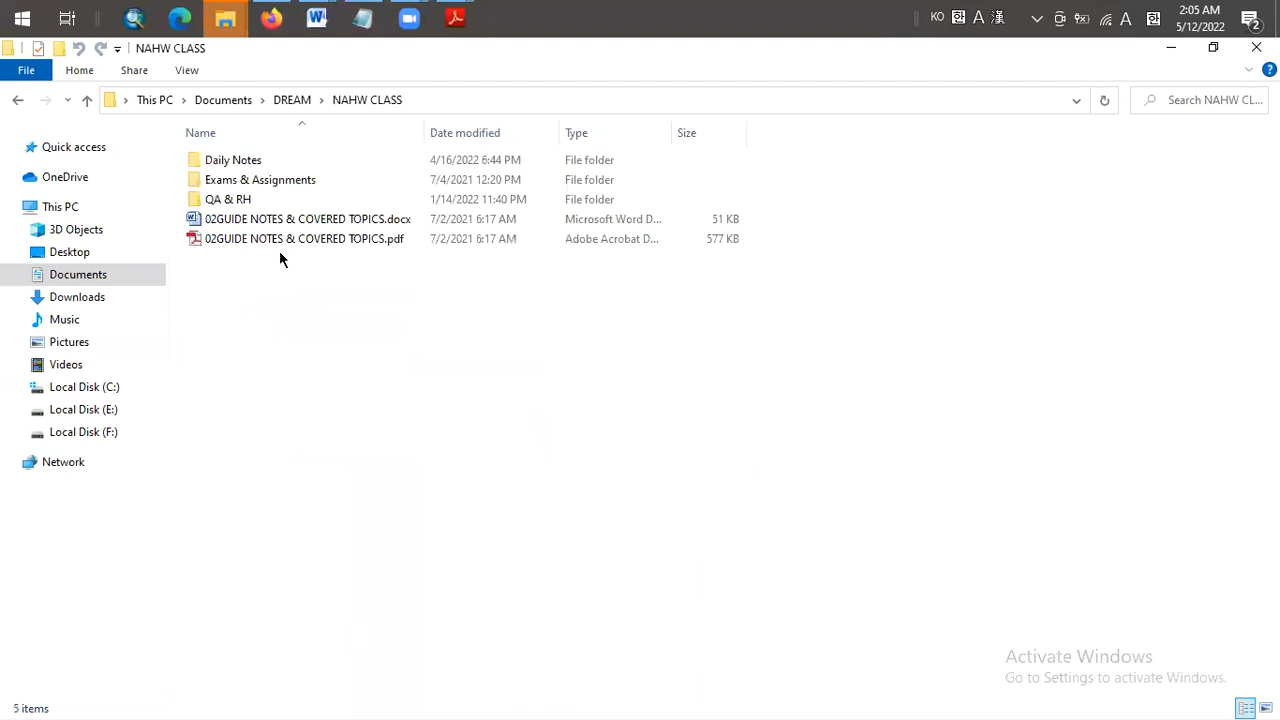 KO 한 A 漢 A 한
2:05 AM
5/12/2022
2
NAHW CLASS
File Home Share View
This PC > Documents > DREAM > NAHW CLASS
Search NAHW CL...
Name Date modified Type Size
Quick access
OneDrive
This PC
3D Objects
Desktop
Documents
Downloads
Music
Pictures
Videos
Local Disk (C:)
Local Disk (E:)
Local Disk (F:)
Network
Daily Notes 4/16/2022 6:44 PM File folder
Exams & Assignments 7/4/2021 12:20 PM File folder
QA & RH 1/14/2022 11:40 PM File folder
02GUIDE NOTES & COVERED TOPICS.docx 7/2/2021 6:17 AM Microsoft Word D... 51 KB
02GUIDE NOTES & COVERED TOPICS.pdf 7/2/2021 6:17 AM Adobe Acrobat D... 577 KB
Activate Windows
Go to Settings to activate Windows.
5 items